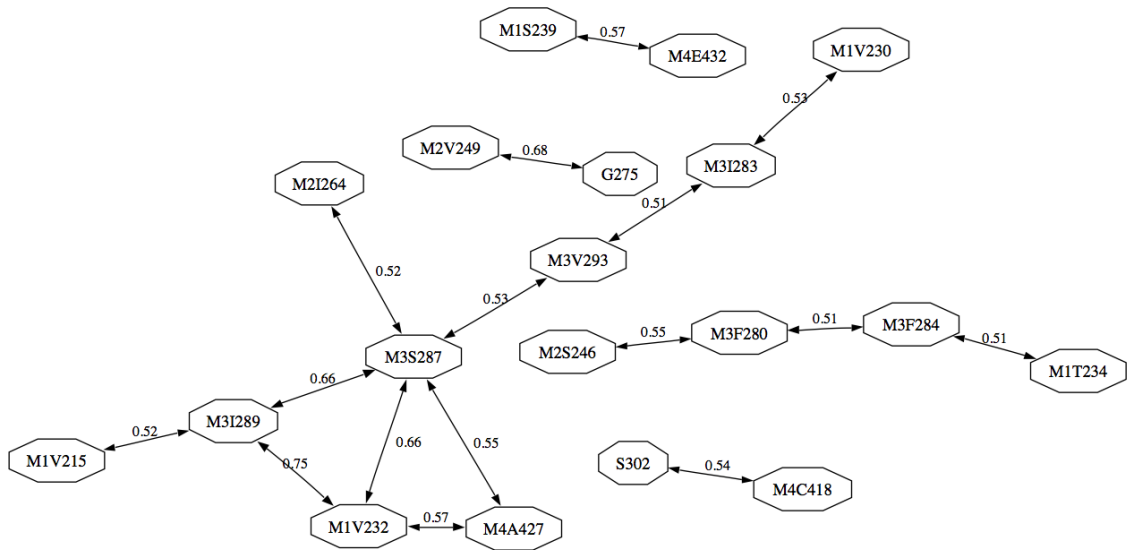 M1S239
0.57
M4E432
M1V230
0.53
M2V249
0.68
G275
M3I283
M2I264
0.51
M3V293
0.52
0.53
M3S287
M2S246
0.55
M3F280
0.51
M3F284
0.51
M1T234
0.66
M3I289
0.52
M1V215
0.66
0.55
0.75
S302
0.54
M4C418
M1V232
0.57
M4A427